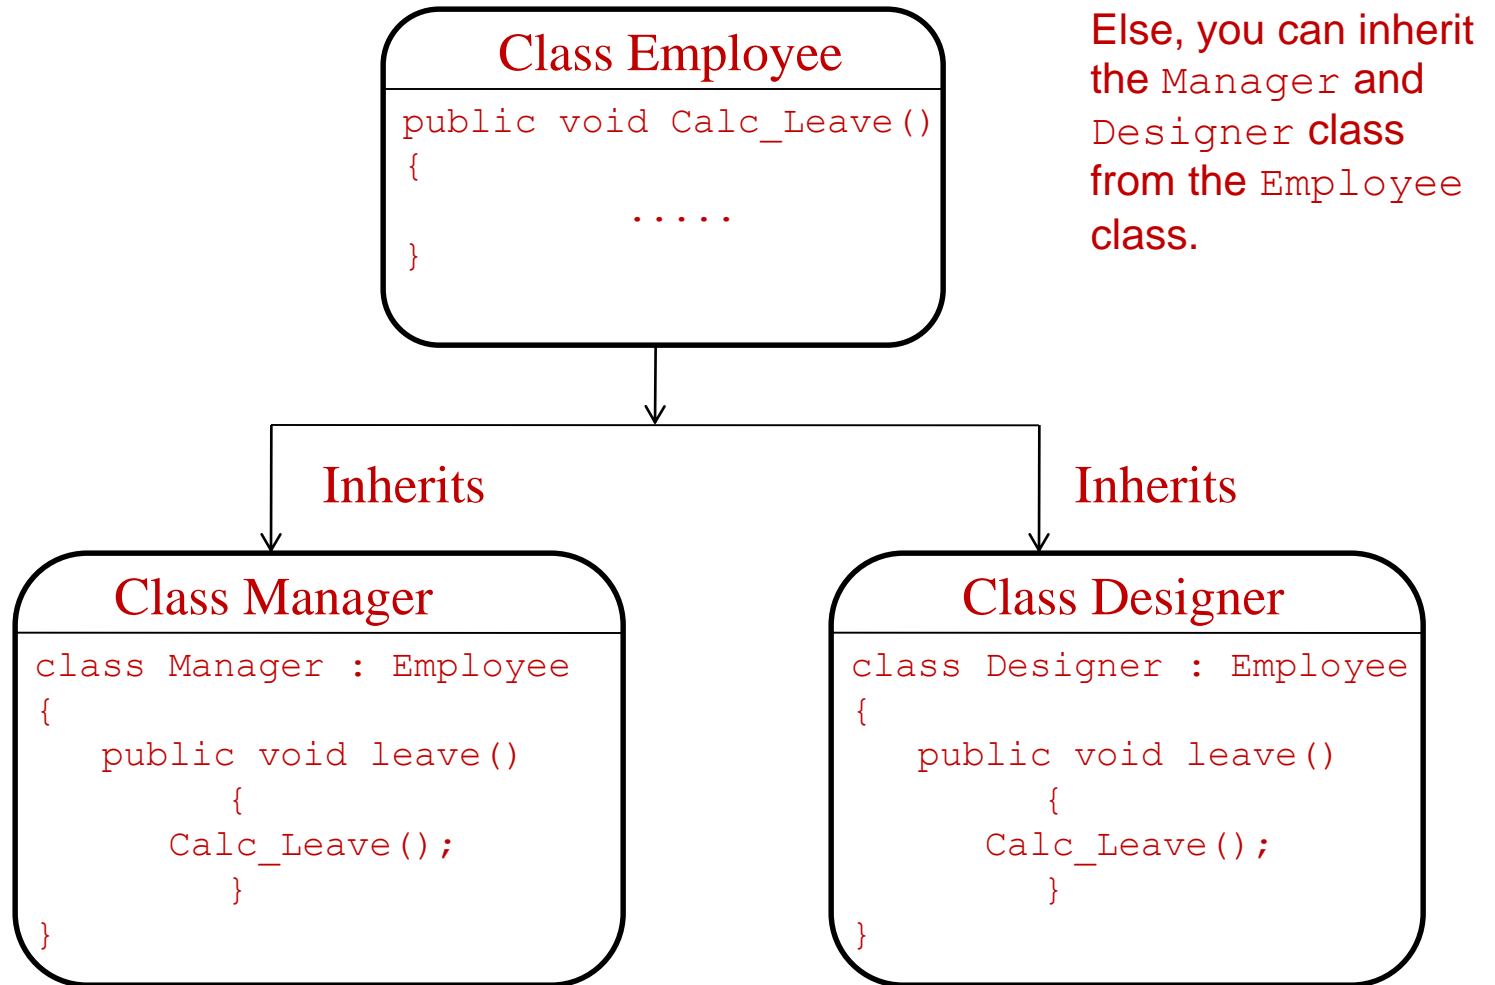 Class Employee
public void Calc_Leave()
{
.....
}
Else, you can inherit
the Manager and
Designer class
from the Employee
class.
Inherits
Inherits
Class Manager
class Manager : Employee
{
public void leave()
{
Calc_Leave();
}
}
Class Designer
class Designer : Employee
{
public void leave()
{
Calc_Leave();
}
}